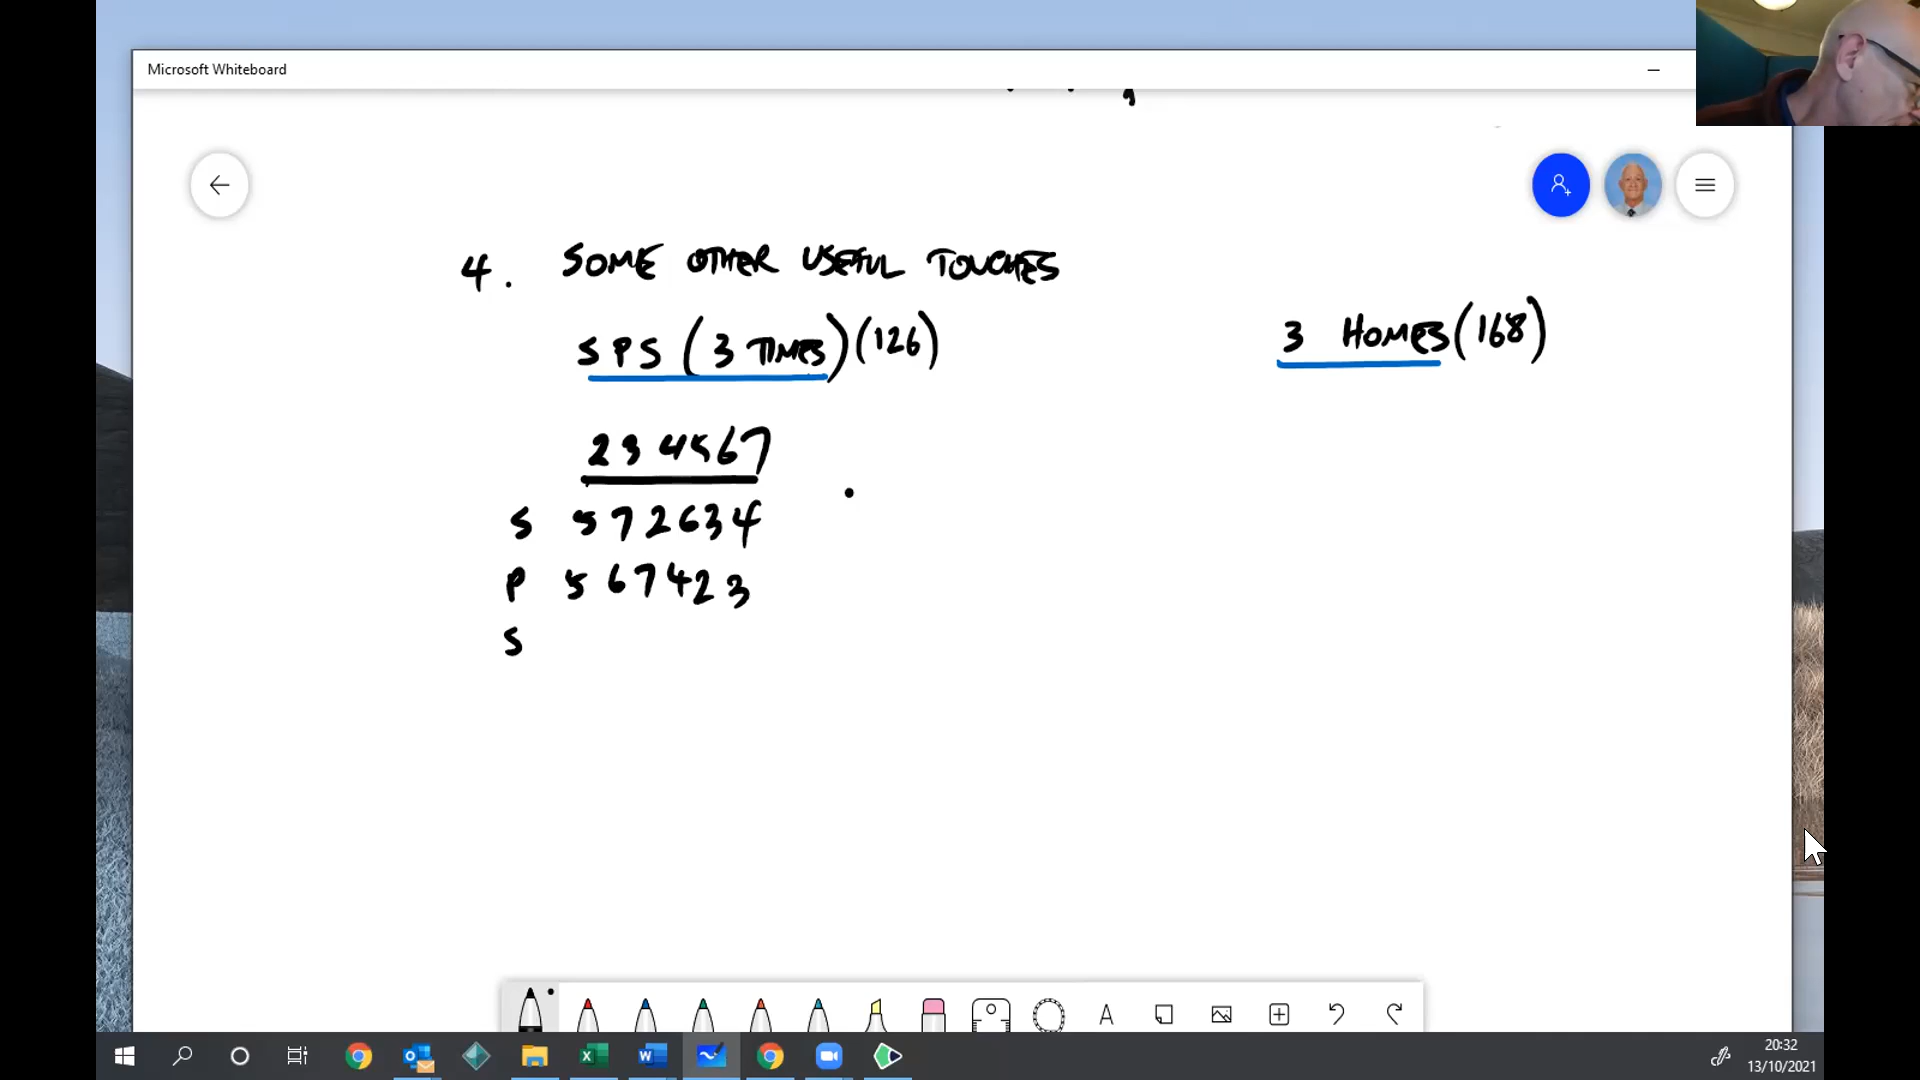 Microsoft Whiteboard
4. SOME OTHER USEFUL TOUCHES
SPS (3 TIMES)(126)
3 HOMES(168)
234567
S 572634
P 567423
S
A
20:32
13/10/2021